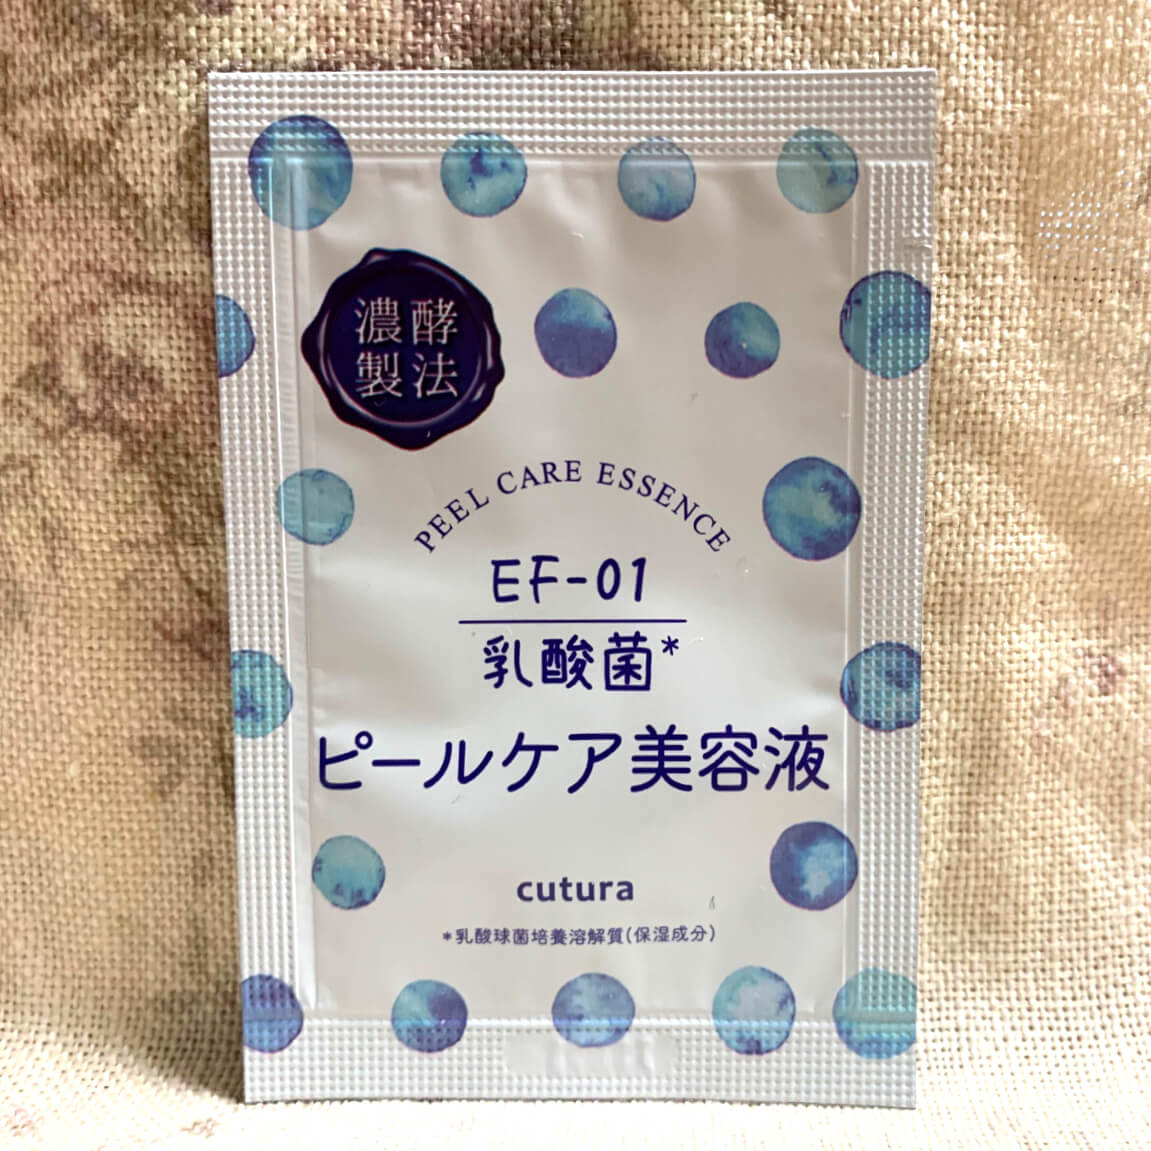 濃酵
製法
PEEL CARE ESSENCE
EF-01
乳酸菌*
ピールケア美容液
cutura
*乳酸球菌培養溶解質(保湿成分)